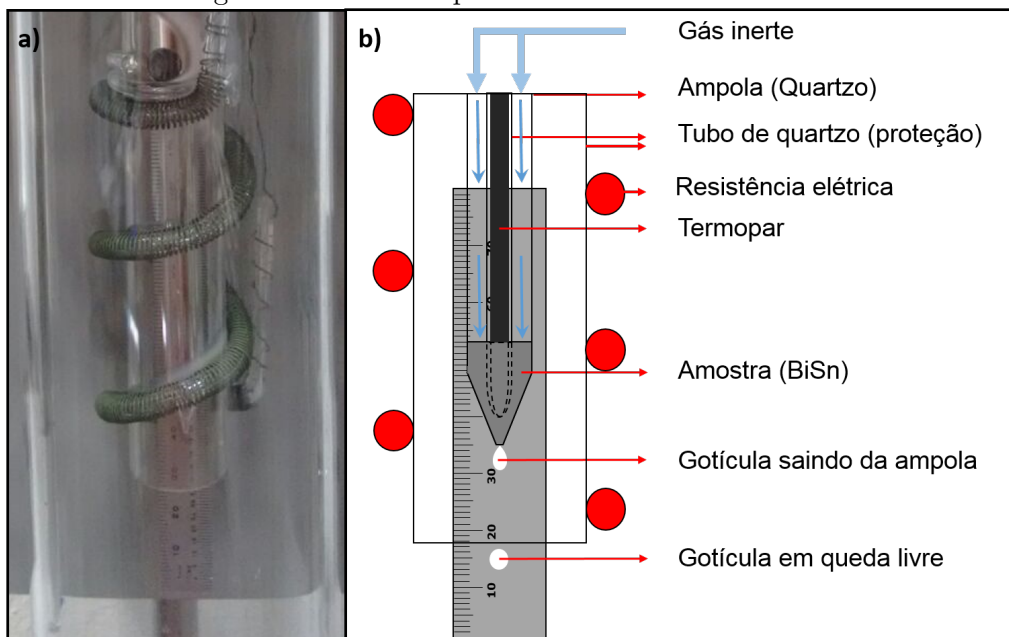 a)
b)
Gás inerte
Ampola (Quartzo)
Tubo de quartzo (proteção)
Resistência elétrica
Termopar
Amostra (BiSn)
Gotícula saindo da ampola
30
20
Gotícula em queda livre
10